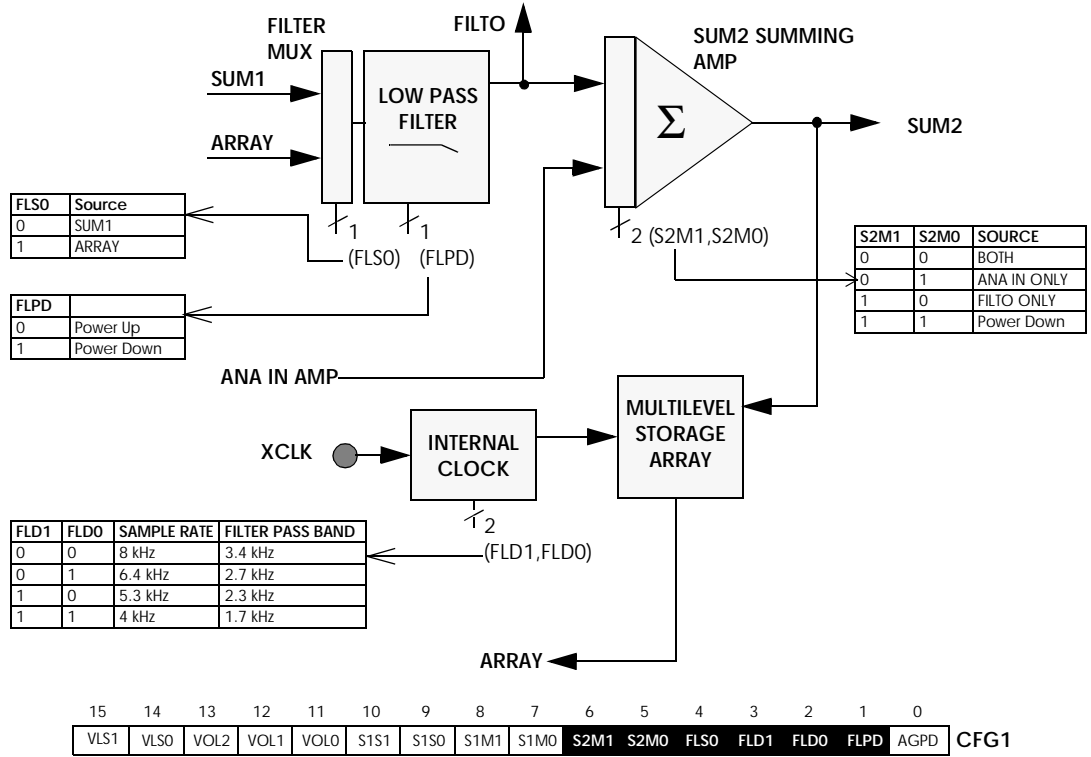 FILTER
MUX
FILTO
SUM2 SUMMING
AMP
SUM1
ARRAY
LOW PASS
FILTER
Σ
SUM2
1
(FLS0)
1
(FLPD)
2 (S2M1,S2M0)
FLS0 Source
0 SUM1
1 ARRAY
S2M1 S2M0 SOURCE
0 0 BOTH
0 1 ANA IN ONLY
1 0 FILTO ONLY
1 1 Power Down
FLPD
0 Power Up
1 Power Down
ANA IN AMP
XCLK
INTERNAL
CLOCK
MULTILEVEL
STORAGE
ARRAY
2
(FLD1,FLD0)
FLD1 FLD0 SAMPLE RATE FILTER PASS BAND
0 0 8 kHz 3.4 kHz
0 1 6.4 kHz 2.7 kHz
1 0 5.3 kHz 2.3 kHz
1 1 4 kHz 1.7 kHz
ARRAY
15 14 13 12 11 10 9 8 7 6 5 4 3 2 1 0
VLS1 VLS0 VOL2 VOL1 VOL0 S1S1 S1S0 S1M1 S1M0 S2M1 S2M0 FLS0 FLD1 FLD0 FLPD AGPD CFG1